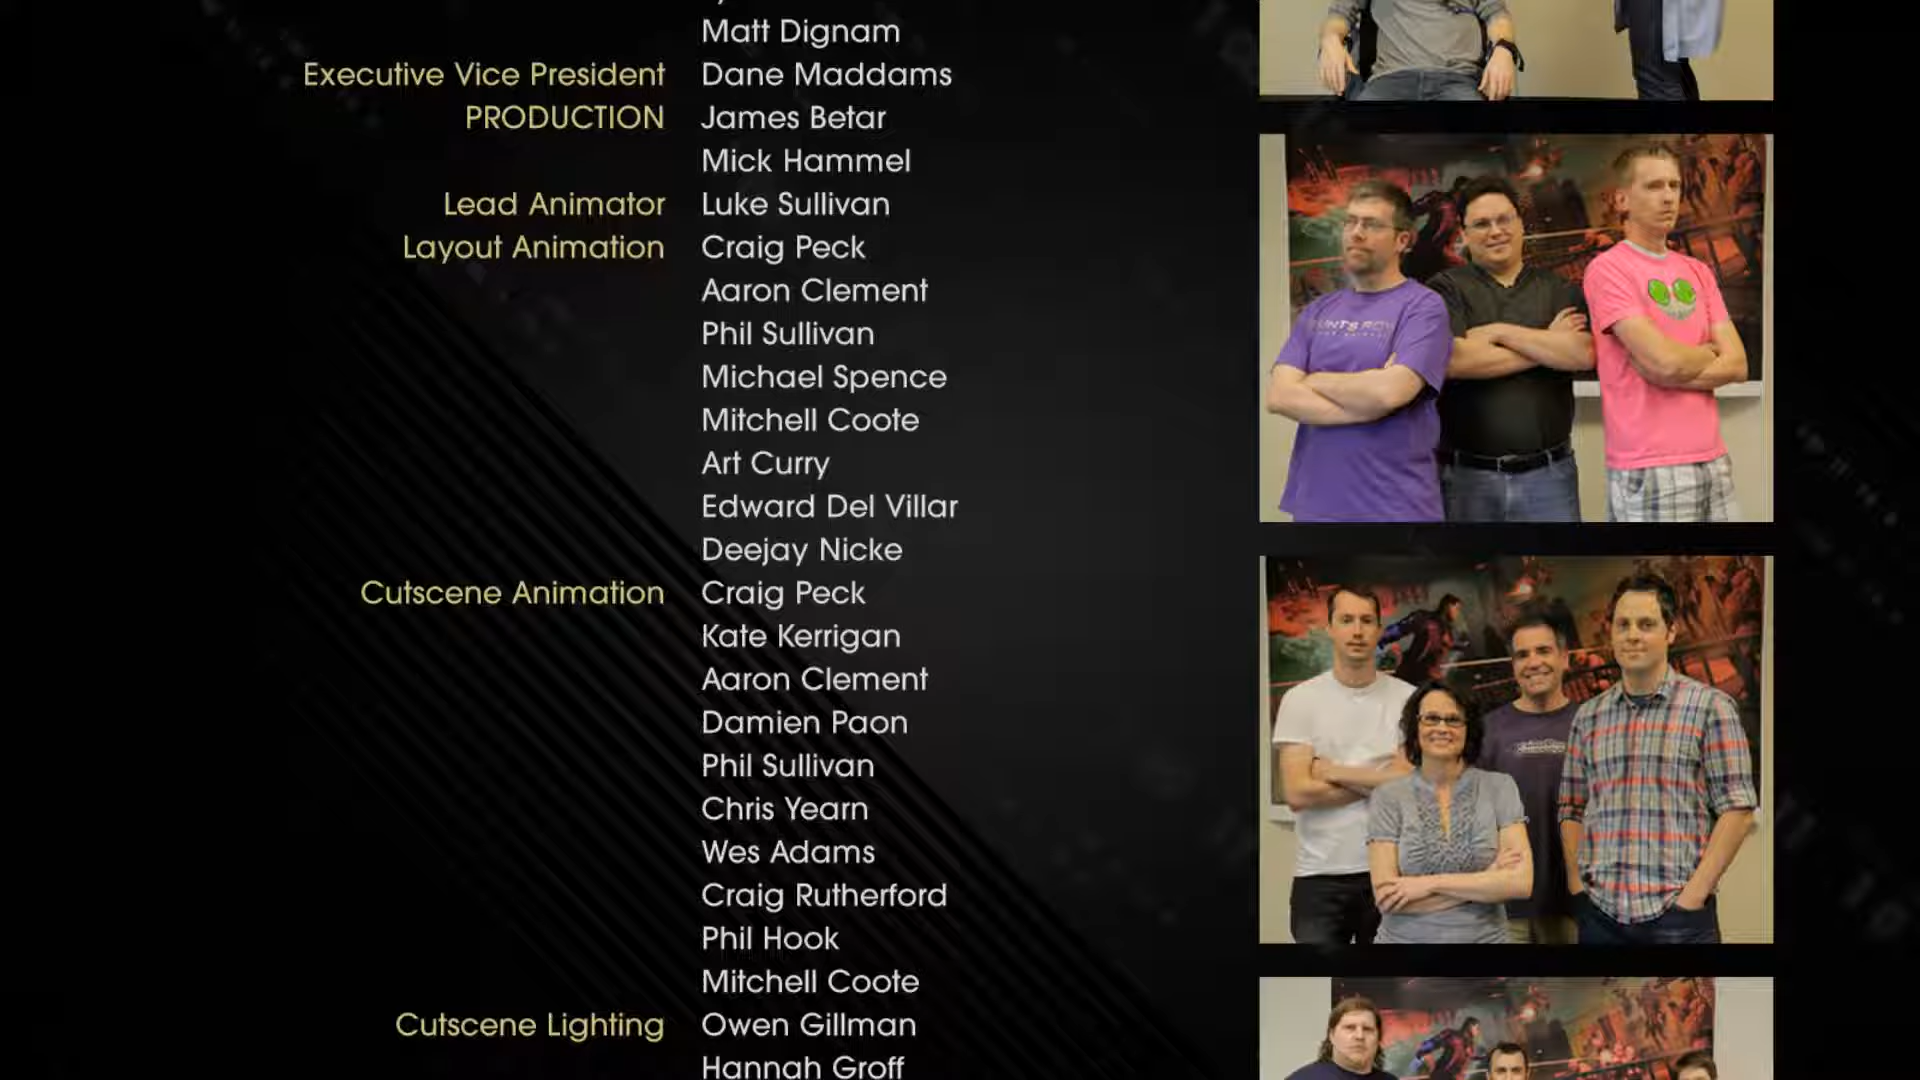 Matt Dignam
Executive Vice President Dane Maddams
PRODUCTION James Betar
Mick Hammel
Lead Animator Luke Sullivan
Layout Animation Craig Peck
Aaron Clement
Phil Sullivan
Michael Spence
Mitchell Coote
Art Curry
Edward Del Villar
Deejay Nicke
Cutscene Animation Craig Peck
Kate Kerrigan
Aaron Clement
Damien Paon
Phil Sullivan
Chris Yearn
Wes Adams
Craig Rutherford
Phil Hook
Mitchell Coote
Cutscene Lighting Owen Gillman
Hannah Groff